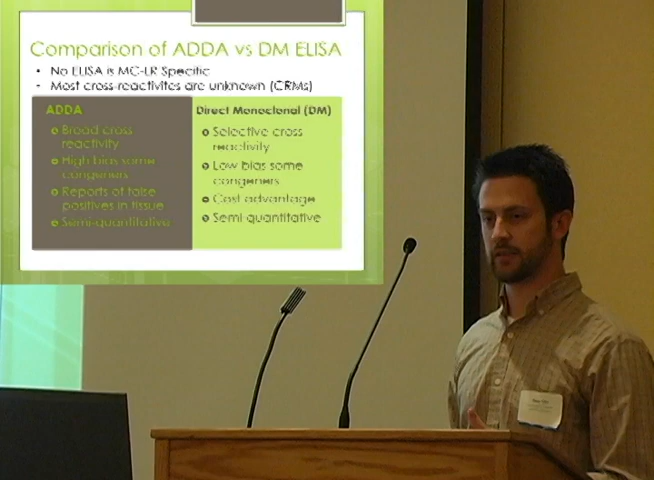 Comparison of ADDA vs DM ELISA
• No ELISA is MC-LR Specific
• Most cross-reactivites are unknown (CRMs)
ADDA
Broad cross
reactivity
High bias some
congeners
Reports of false
positives in tissue
Semi-quantitative
Direct Monoclonal (DM)
Selective cross
reactivity
Low bias some
congeners
Cost advantage
Semi quantitative